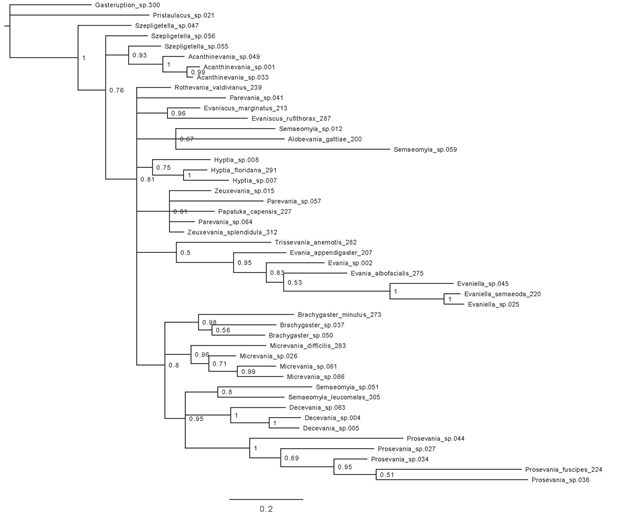 Gasteruption_sp.300
Pristaulacus_sp.021
Szepligetella_sp.047
1
Szepligetella_sp.056
0.76
Szepligetella_sp.055
0.93
Acanthinevania_sp.049
1
Acanthinevania_sp.001
0.99
Acanthinevania_sp.033
Rothevania_valdivianus_239
0.81
Parevania_sp.041
Evaniscus_marginatus_213
0.96
Evaniscus_rufithorax_287
Semaeomyia_sp.012
0.67
Alobevania_gattiae_200
Semaeomyia_sp.059
Hyptia_sp.008
0.75
Hyptia_floridana_291
1
Hyptia_sp.007
Zeuxevania_sp.015
Parevania_sp.057
0.81
Papatuka_capensis_227
Parevania_sp.064
Zeuxevania_splendidula_312
Trissevania_anemotis_282
0.5
Evania_appendigaster_207
0.95
Evania_sp.002
0.83
Evania_albofacialis_275
0.53
Evaniella_sp.045
1
Evaniella_semaeoda_220
1
Evaniella_sp.025
Brachygaster_minutus_273
0.98
Brachygaster_sp.037
0.56
Brachygaster_sp.050
0.8
Micrevania_difficilis_283
0.96
Micrevania_sp.026
0.71
Micrevania_sp.061
0.99
Micrevania_sp.066
Semaeomyia_sp.051
0.8
Semaeomyia_leucomelas_305
0.95
Decevania_sp.063
1
Decevania_sp.004
1
Decevania_sp.005
Prosevania_sp.044
1
Prosevania_sp.027
0.89
Prosevania_sp.034
0.95
Prosevania_fuscipes_224
0.51
Prosevania_sp.036
0.2